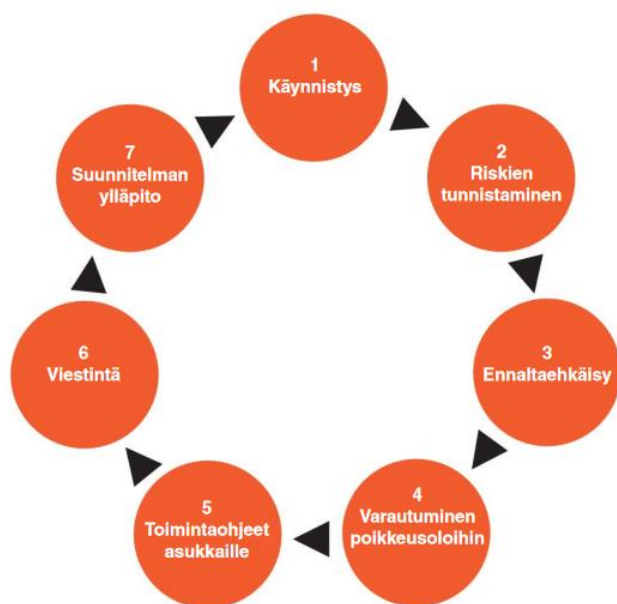 1
Käynnistys
2
Riskien
tunnistaminen
3
Ennaltaehkäisy
4
Varautuminen
poikkeusoloihin
5
Toimintaohjeet
asukkaille
6
Viestintä
7
Suunnitelman
ylläpito